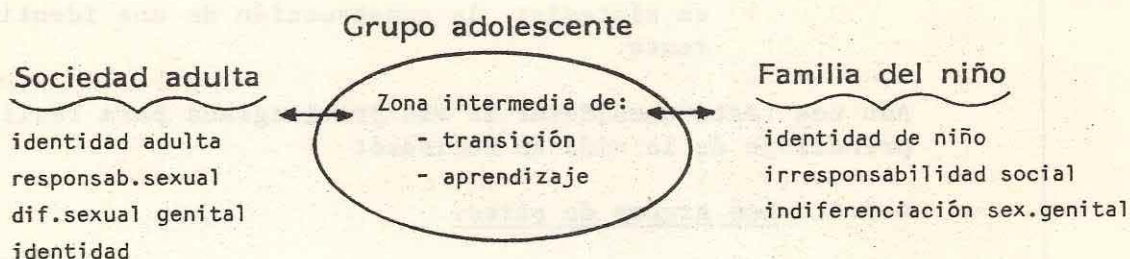 Grupo adolescente
Sociedad adulta
identidad adulta
responsab.sexual
dif.sexual genital
identidad
Zona intermedia de:
- transición
- aprendizaje
Familia del niño
identidad de niño
irresponsabilidad social
indiferenciación sex.genital